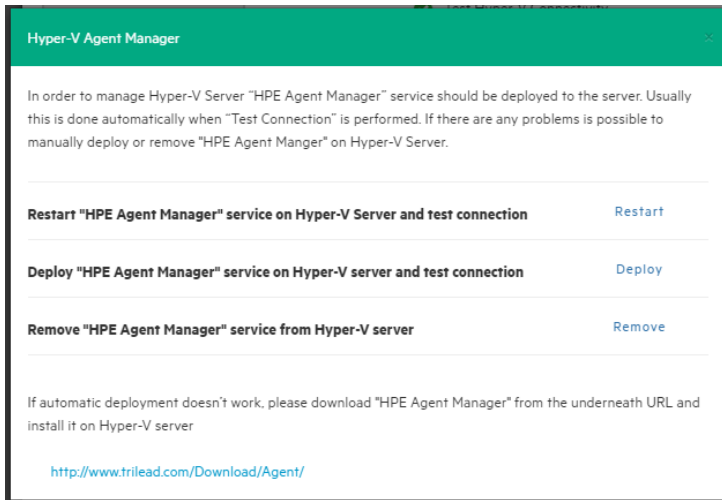 Test Hyper-V Connectivity
Hyper-V Agent Manager
In order to manage Hyper-V Server "HPE Agent Manager" service should be deployed to the server. Usually
this is done automatically when "Test Connection" is performed. If there are any problems is possible to
manually deploy or remove "HPE Agent Manger" on Hyper-V Server.
Restart "HPE Agent Manager" service on Hyper-V Server and test connection Restart
Deploy "HPE Agent Manager" service on Hyper-V server and test connection Deploy
Remove "HPE Agent Manager" service from Hyper-V server Remove
If automatic deployment doesn't work, please download "HPE Agent Manager" from the underneath URL and
install it on Hyper-V server
http://www.trilead.com/Download/Agent/